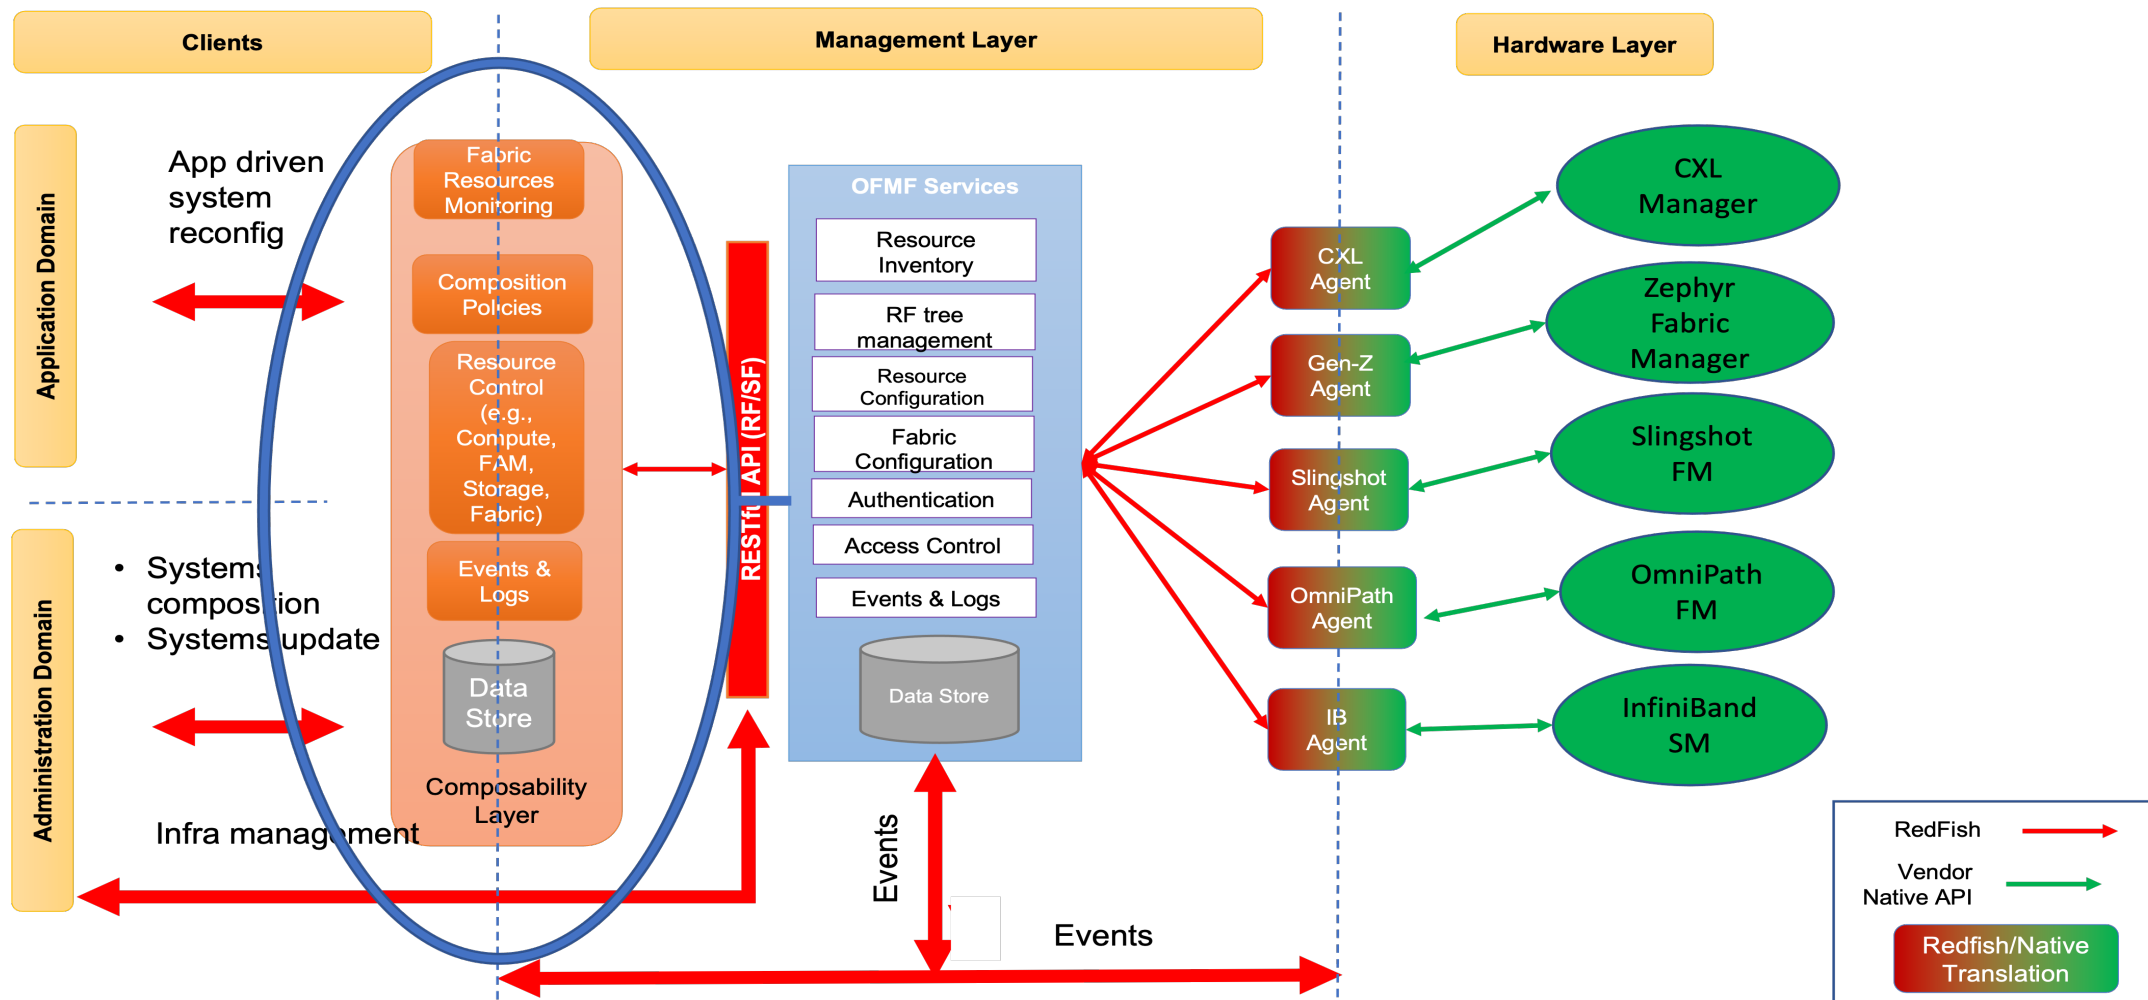 Clients
Management Layer
Hardware Layer
Application Domain
Administration Domain
App driven
system
reconfig
• Systems
composition
• Systems update
Infra management
Fabric
Resources
Monitoring
Composition
Policies
Resource
Control
(e.g.,
Compute,
FAM,
Storage,
Fabric)
Events &
Logs
Data
Store
Composability
Layer
RESTful API (RF/SF)
OFMF Services
Resource
Inventory
RF tree
management
Resource
Configuration
Fabric
Configuration
Authentication
Access Control
Events & Logs
Data Store
Events
Events
CXL
Agent
Gen-Z
Agent
Slingshot
Agent
OmniPath
Agent
IB
Agent
CXL
Manager
Zephyr
Fabric
Manager
Slingshot
FM
OmniPath
FM
InfiniBand
SM
RedFish
Vendor
Native API
Redfish/Native
Translation